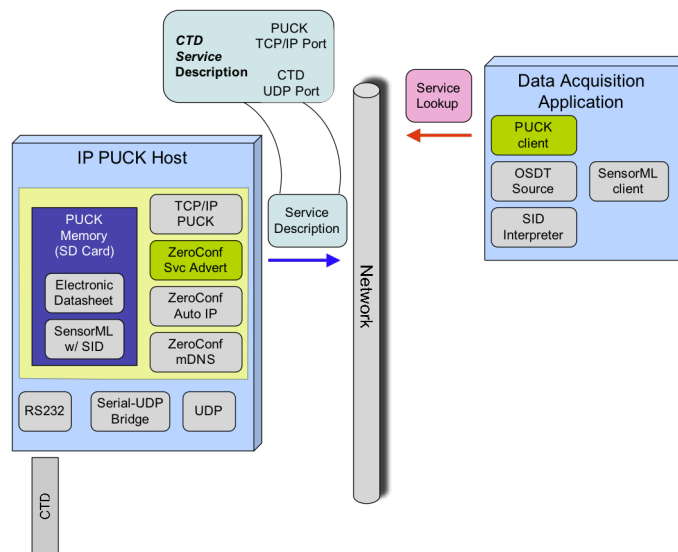 CTD
Service
Description
PUCK
TCP/IP Port
CTD
UDP Port
Service
Lookup
Data Acquisition
Application
PUCK
client
OSDT
Source
SensorML
client
SID
Interpreter
IP PUCK Host
PUCK
Memory
(SD Card)
Electronic
Datasheet
SensorML
w/ SID
TCP/IP
PUCK
ZeroConf
Svc Advert
ZeroConf
Auto IP
ZeroConf
mDNS
Service
Description
Network
RS232
Serial-UDP
Bridge
UDP
CTD